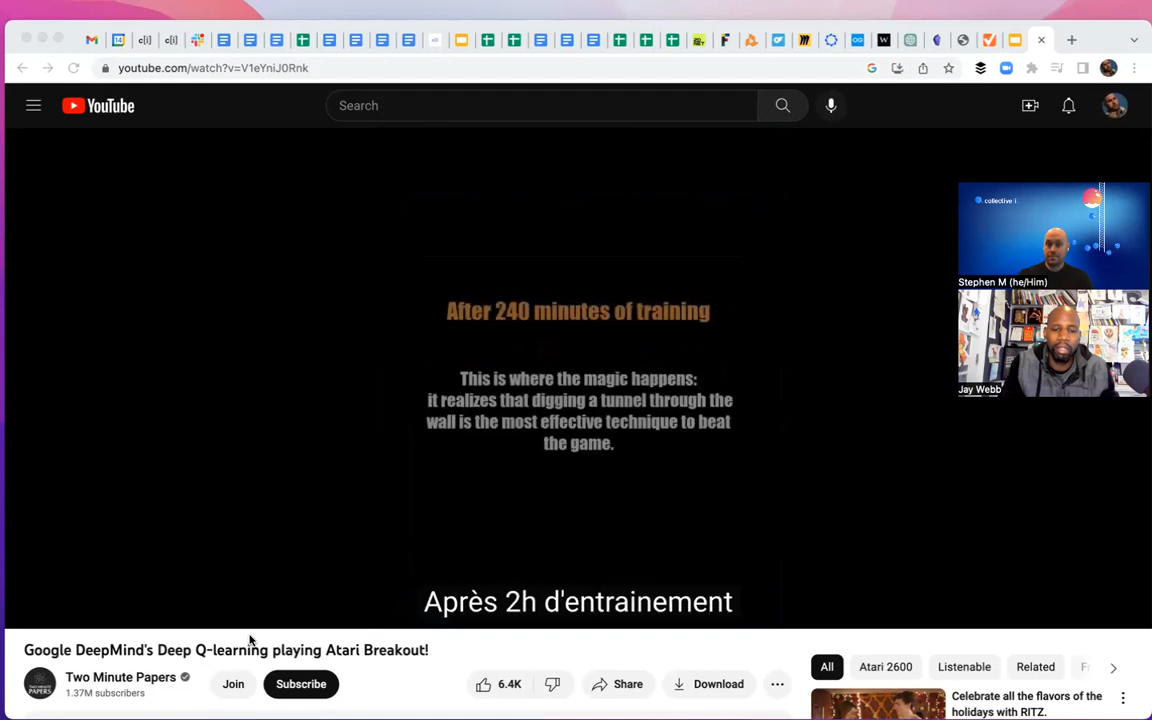 youtube.com/watch?v=V1eYniJ0Rnk
YouTube
Search
collective i
Stephen M (he/Him)
Jay Webb
After 240 minutes of training
This is where the magic happens:
it realizes that digging a tunnel through the
wall is the most effective technique to beat
the game.
Après 2h d'entrainement
Google DeepMind's Deep Q-learning playing Atari Breakout!
Two Minute Papers
1.37M subscribers
Join
Subscribe
6.4K
Share
Download
All
Atari 2600
Listenable
Related
Celebrate all the flavors of the
holidays with RITZ.